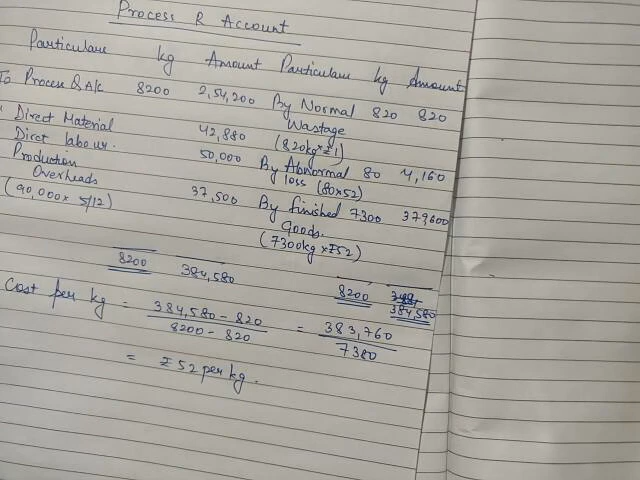 Process R Account
Particulars kg Amount Particulars kg Amount
To Process Q A/c 8200 2,54,200 By Normal 820 820
Wastage
(820kg×₹1)
" Direct Material 42,880
Direct labour. 50,000 By Abnormal 80 4,160
loss (80×52)
Production
Overheads 37,500 By finished 7300 379,600
(90,000× 5/12) goods.
(7300kg ×₹52)
8200 384,580 8200 384,580
Cost per kg = 384,580 - 820 = 383,760
8200 - 820 7380
= ₹52 per kg.